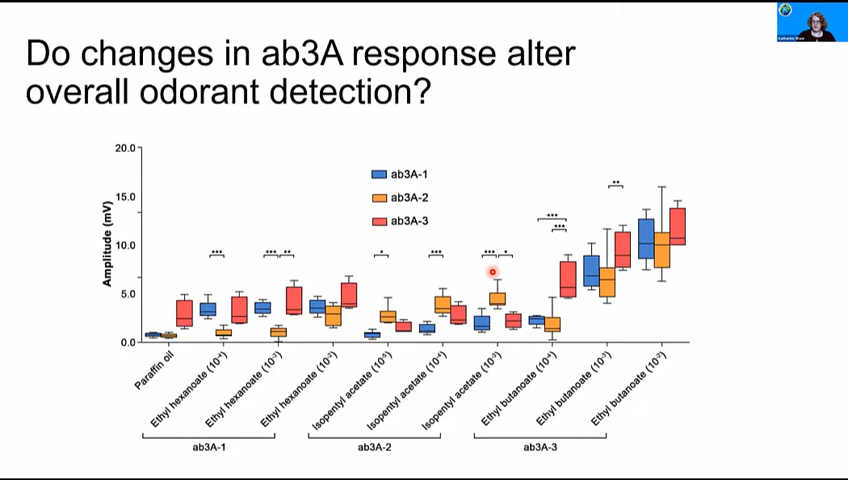 Do changes in ab3A response alter
overall odorant detection?
20.0
15.0
10.0
5.0
0.0
Amplitude (mV)
ab3A-1
ab3A-2
ab3A-3
***
*** **
*
***
*** *
***
***
**
Paraffin oil
Ethyl hexanoate (10⁻⁴)
Ethyl hexanoate (10⁻³)
Ethyl hexanoate (10⁻²)
Isopentyl acetate (10⁻⁵)
Isopentyl acetate (10⁻⁴)
Isopentyl acetate (10⁻³)
Ethyl butanoate (10⁻⁴)
Ethyl butanoate (10⁻³)
Ethyl butanoate (10⁻²)
ab3A-1
ab3A-2
ab3A-3